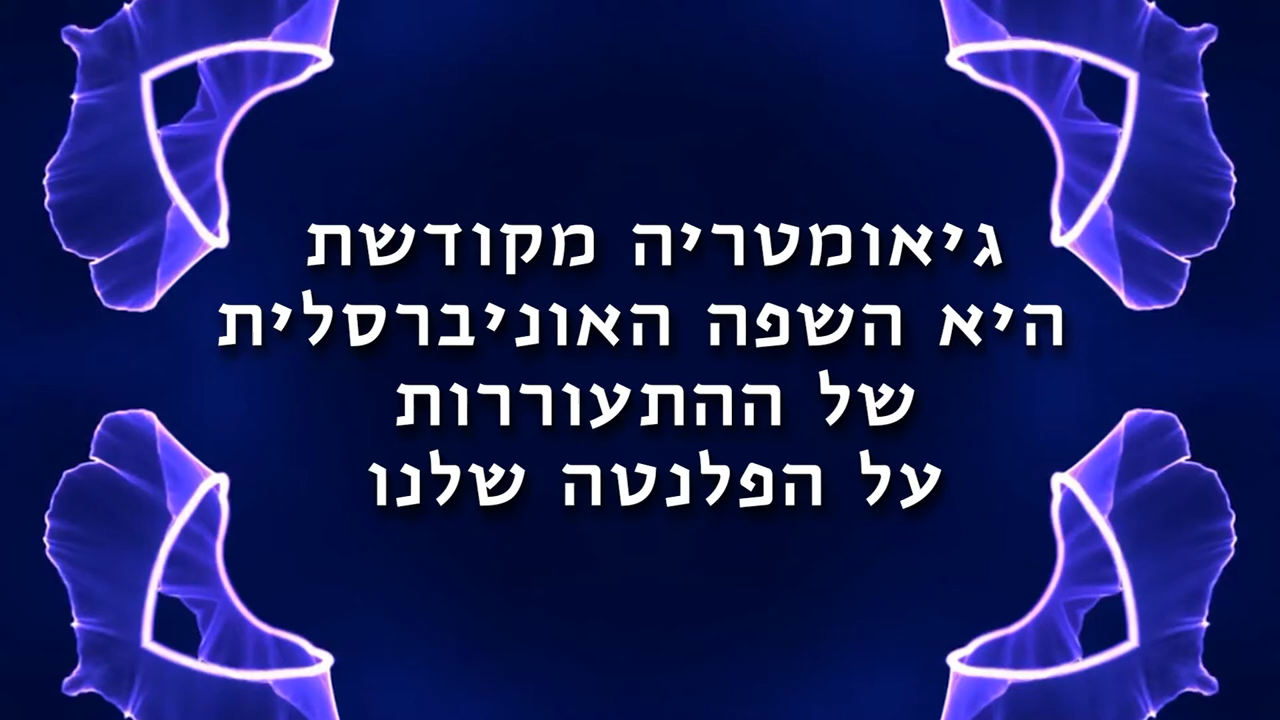 גיאומטריה מקודשת
היא השפה האוניברסלית
של ההתעוררות
על הפלנטה שלנו